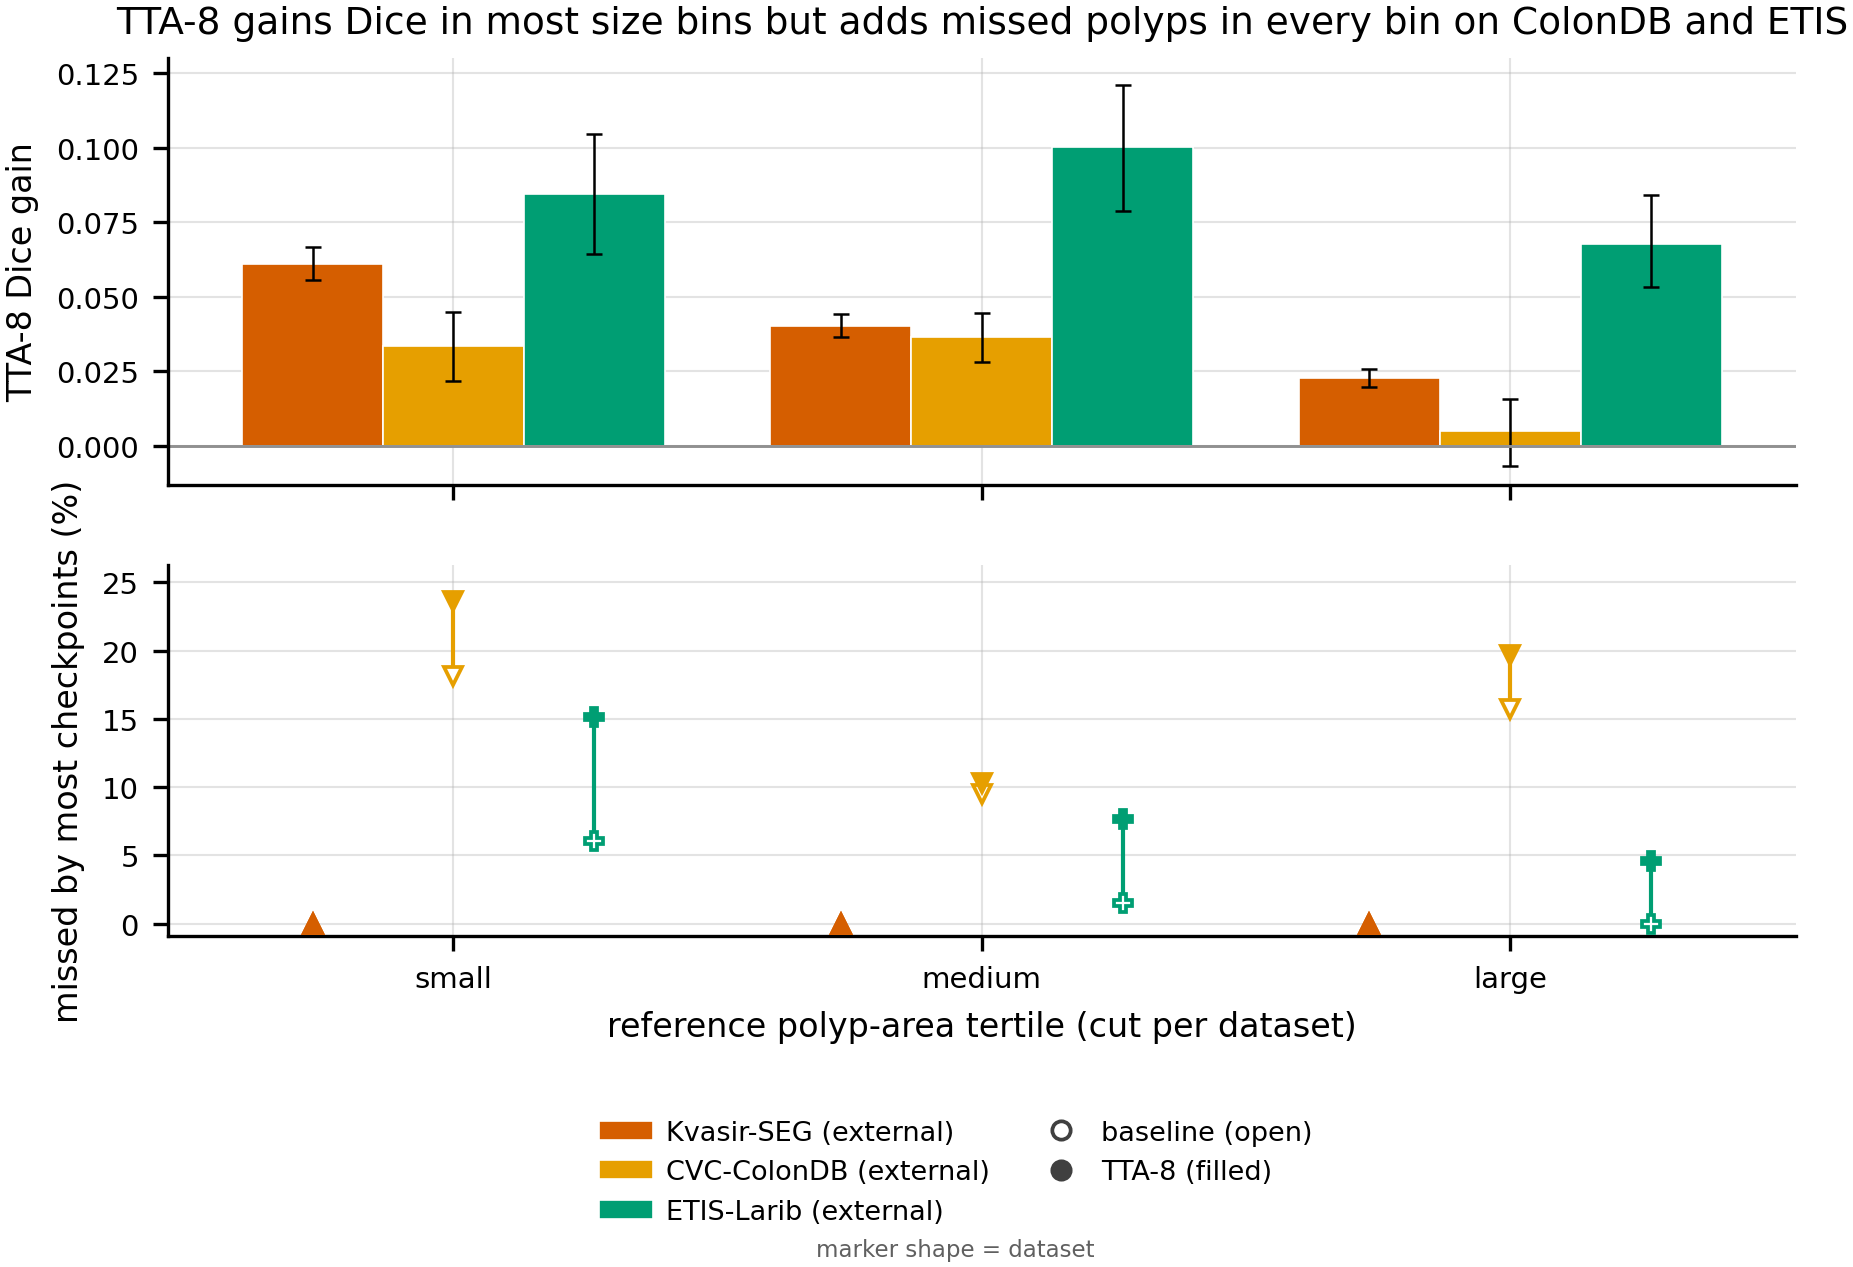 TTA-8 gains Dice in most size bins but adds missed polyps in every bin on ColonDB and ETIS
TTA-8 Dice gain
0.125
0.100
0.075
0.050
0.025
0.000
missed by most checkpoints (%)
25
20
15
10
5
0
small medium large
reference polyp-area tertile (cut per dataset)
Kvasir-SEG (external)
CVC-ColonDB (external)
ETIS-Larib (external)
baseline (open)
TTA-8 (filled)
marker shape = dataset